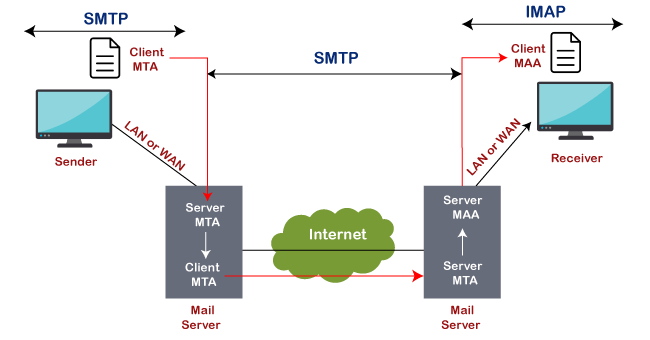 SMTP
IMAP
SMTP
Client
MTA
Client
MAA
Sender
LAN or WAN
LAN or WAN
Receiver
Server
MTA
Client
MTA
Internet
Server
MAA
Server
MTA
Mail
Server
Mail
Server